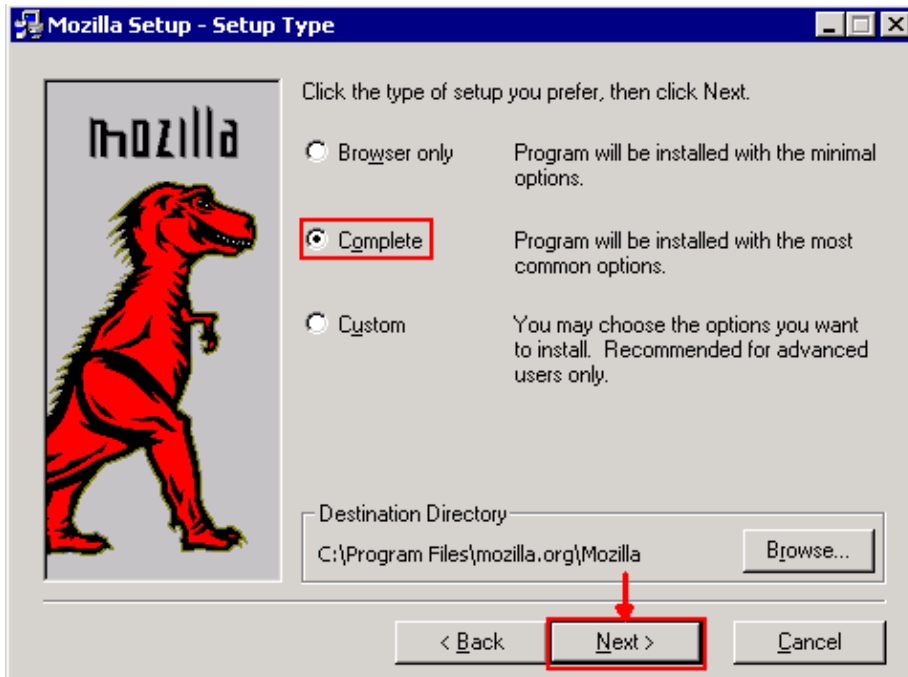 Mozilla Setup - Setup Type
mozilla
Click the type of setup you prefer, then click Next.
Browser only
Program will be installed with the minimal
options.
Complete
Program will be installed with the most
common options.
Custom
You may choose the options you want
to install. Recommended for advanced
users only.
Destination Directory
C:\Program Files\mozilla.org\Mozilla
Browse...
< Back
Next >
Cancel